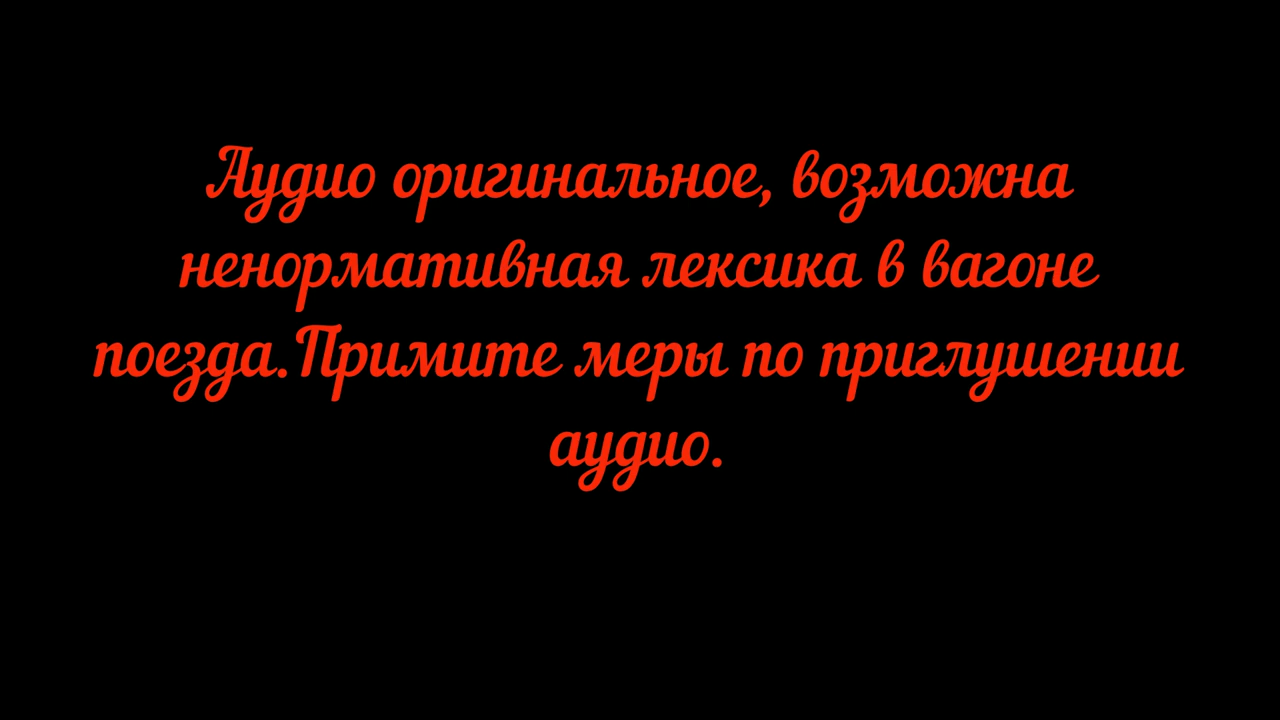 Аудио оригинальное, возможна
ненормативная лексика в вагоне
поезда.Примите меры по приглушении
аудио.